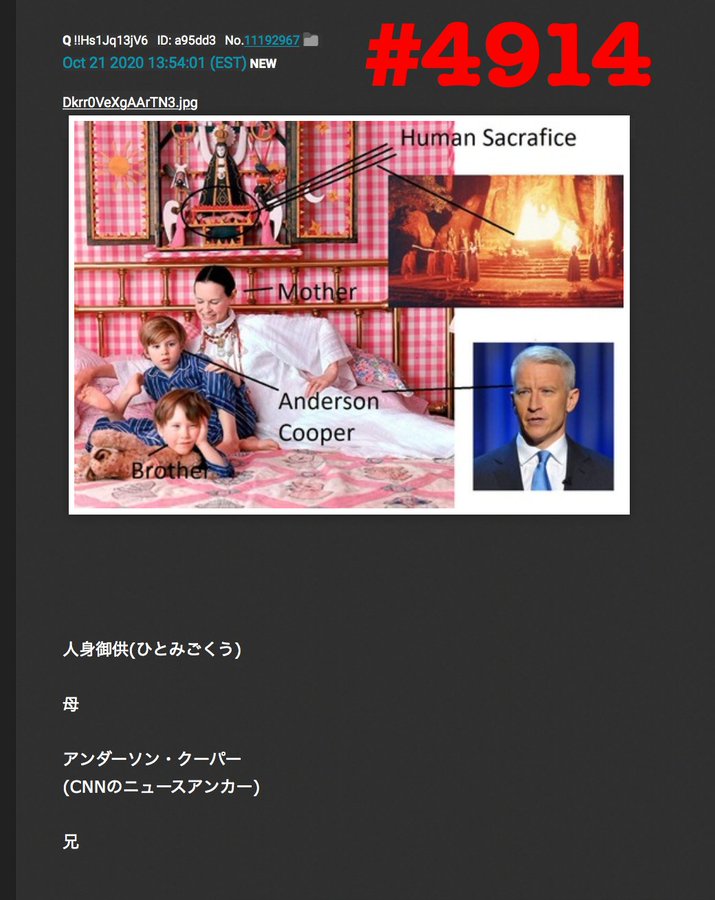 Q !!Hs1Jq13jV6 ID: a95dd3 No.11192967
#4914
Oct 21 2020 13:54:01 (EST) NEW
Dkrr0VeXgAArTN3.jpg
Human Sacrafice
Mother
Anderson
Cooper
Brother
人身御供(ひとみごくう)
母
アンダーソン・クーパー
(CNNのニュースアンカー)
兄